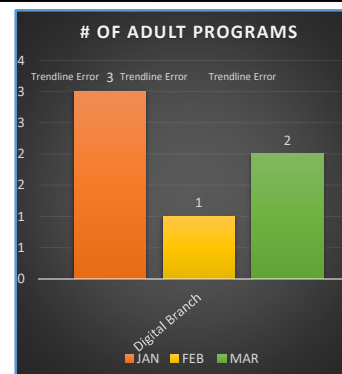 # OF ADULT PROGRAMS
4
Trendline Error 3 Trendline Error Trendline Error
3
3
2
2
2
1
1
1
0
Digital Branch
JAN FEB MAR